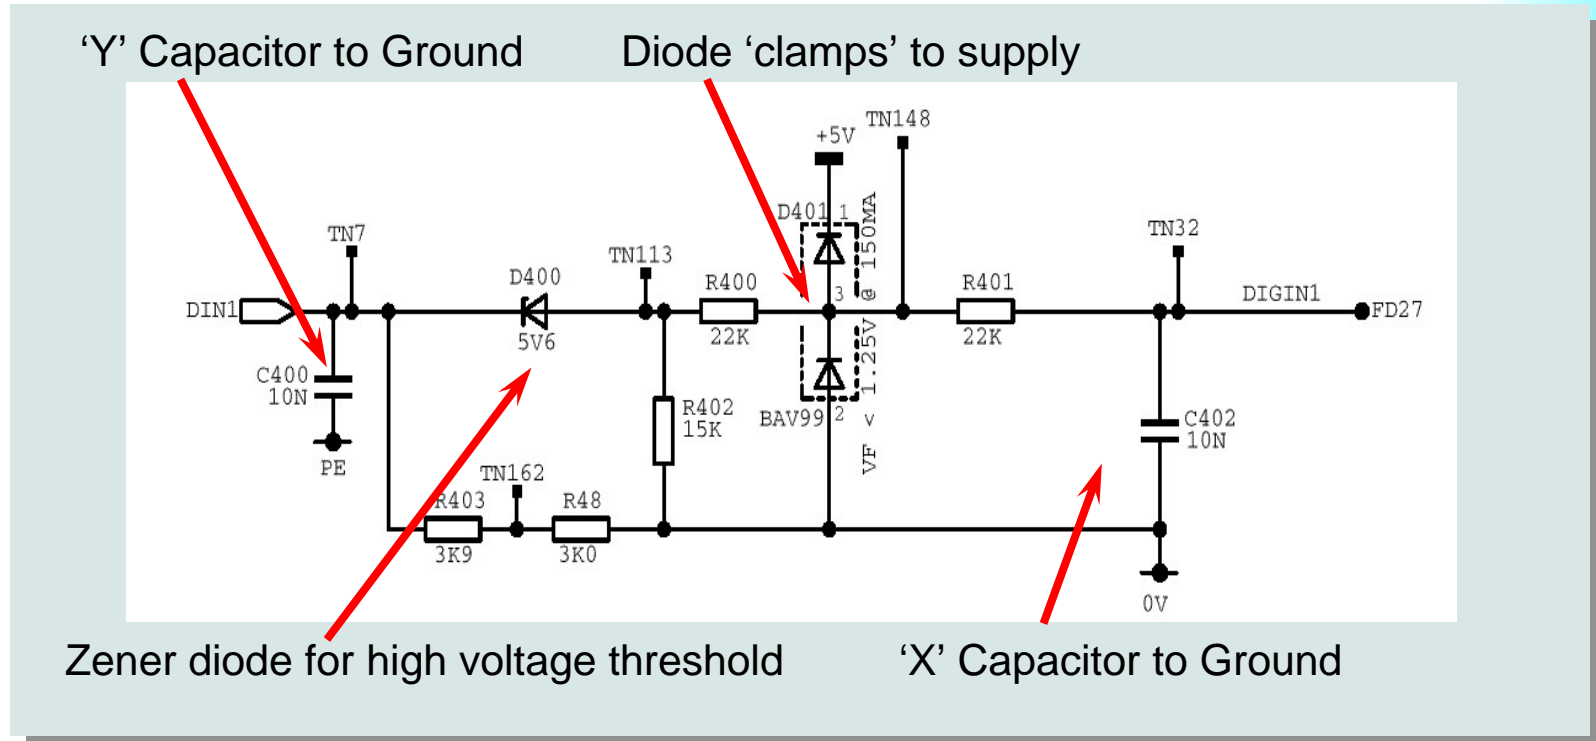 ‘Y’ Capacitor to Ground
Diode ‘clamps’ to supply
TN148
+5V
D401 1
TN7
TN113
TN32
D400
R400
3
R401
DIN1
DIGIN1
FD27
5V6
22K
22K
C400
10N
R402
15K
BAV99 2
VF < 1.25V @ 150MA
C402
10N
PE
TN162
R403
R48
3K9
3K0
0V
Zener diode for high voltage threshold
‘X’ Capacitor to Ground